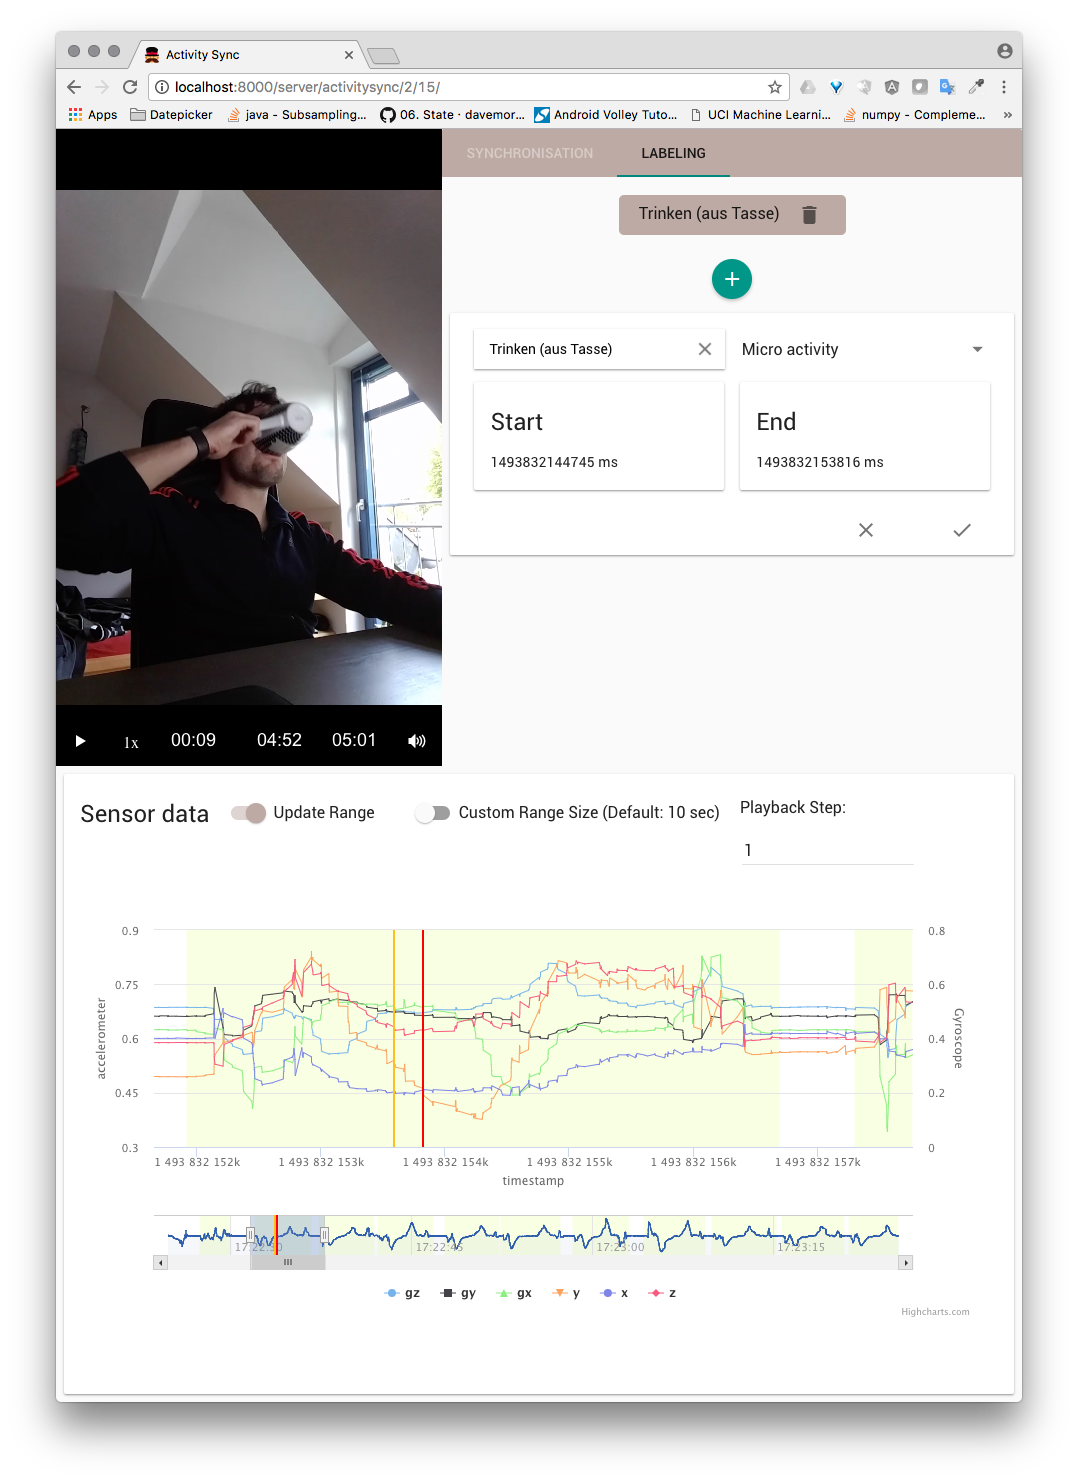 Activity Sync
localhost:8000/server/activitysync/2/15/
Apps Datepicker java - Subsampling... 06. State · davemor... Android Volley Tuto... UCI Machine Learni... numpy - Compleme... »
SYNCHRONISATION LABELING
Trinken (aus Tasse)
+
Trinken (aus Tasse) Micro activity
Start End
1493832144745 ms 1493832153816 ms
1x 00:09 04:52 05:01
Sensor data Update Range Custom Range Size (Default: 10 sec) Playback Step:
1
0.9 0.8
0.75 0.6
0.6 0.4
0.45 0.2
0.3 0
accelerometer
Gyroscope
1 493 832 152k 1 493 832 153k 1 493 832 154k 1 493 832 155k 1 493 832 156k 1 493 832 157k
timestamp
17:22:30 17:22:45 17:23:00 17:23:15
gz gy gx y x z
Highcharts.com